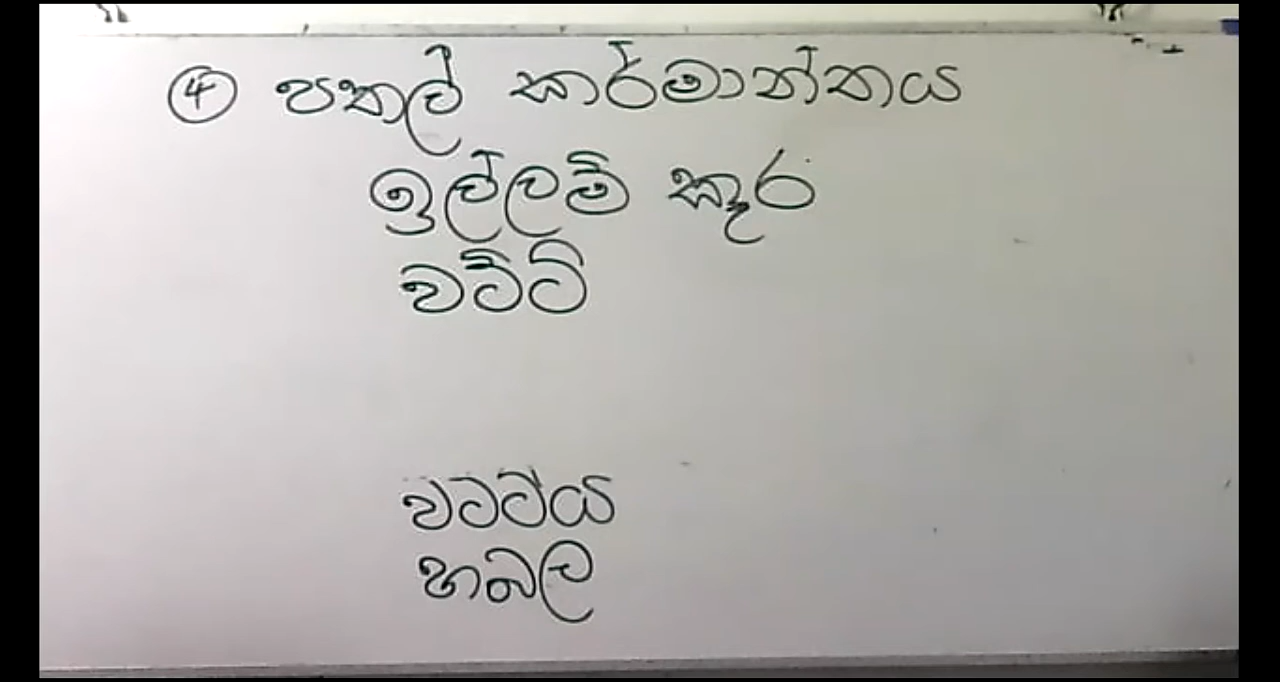 ④ පතල් කර්මාන්තය
ඉල්ලම් කූර
වට්ටි
වට්ටිය
හබල